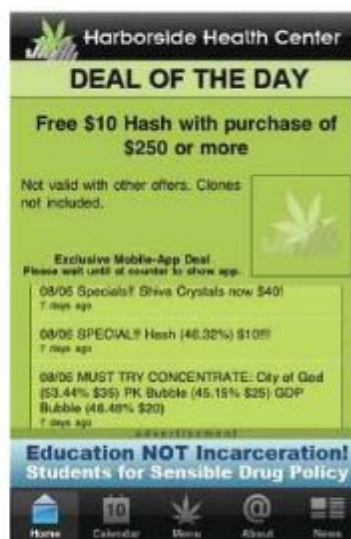 Harborside Health Center
DEAL OF THE DAY
Free $10 Hash with purchase of
$250 or more
Not valid with other offers. Clones
not included.
Exclusive Mobile-App Deal
Please wait until at counter to show app.
08/06 Specials!! Shiva Crystals now $40!
7 days ago
08/06 SPECIAL!! Hash (46.32%) $10!!!
7 days ago
08/06 MUST TRY CONCENTRATE: City of God
(53.44% $35) PK Bubble (45.15% $25) GDP
Bubble (46.46% $20)
7 days ago
advertisement
Education NOT Incarceration!
Students for Sensible Drug Policy
10
Home Calendar Menu About News